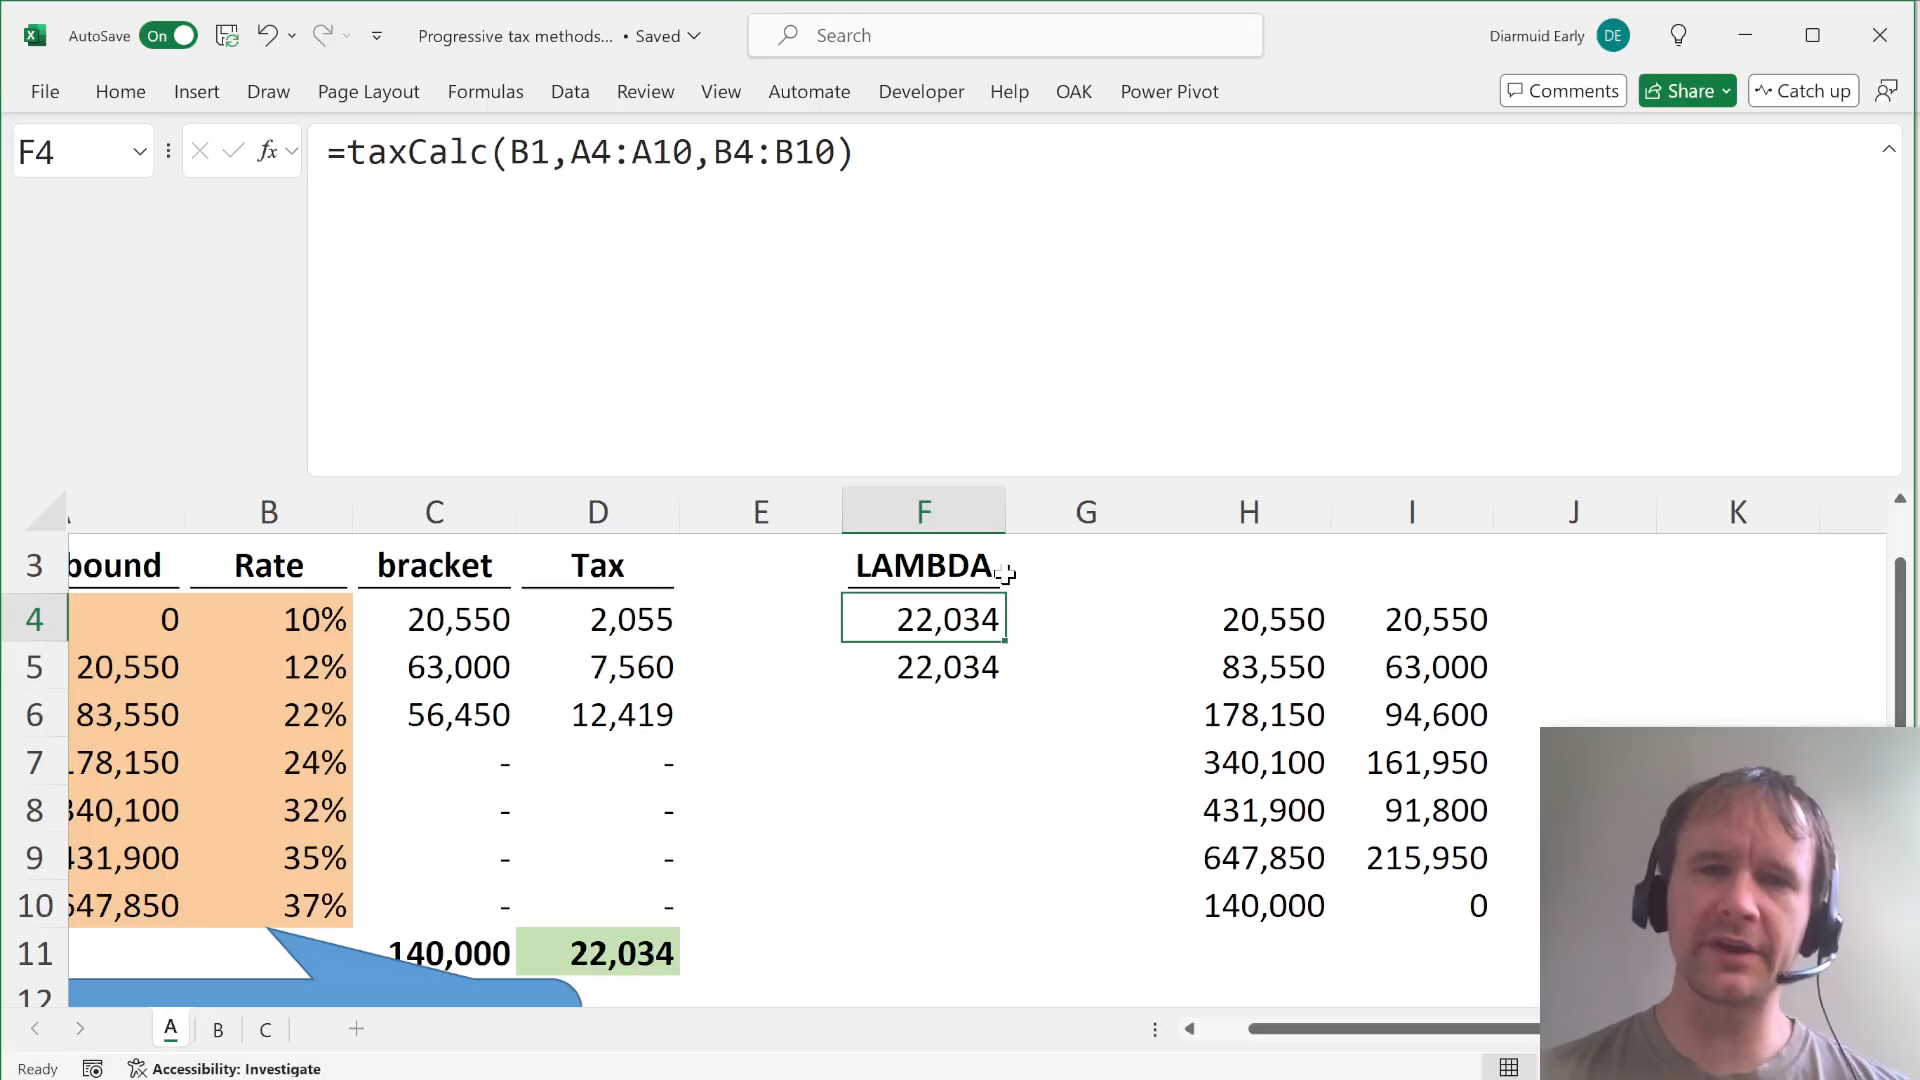 AutoSave On Progressive tax methods... • Saved Search Diarmuid Early DE
File Home Insert Draw Page Layout Formulas Data Review View Automate Developer Help OAK Power Pivot Comments Share Catch up
F4 fx =taxCalc(B1,A4:A10,B4:B10)
B C D E F G H I J K
3 bound Rate bracket Tax LAMBDA
4 0 10% 20,550 2,055 22,034 20,550 20,550
5 20,550 12% 63,000 7,560 22,034 83,550 63,000
6 83,550 22% 56,450 12,419 178,150 94,600
7 178,150 24% - - 340,100 161,950
8 340,100 32% - - 431,900 91,800
9 431,900 35% - - 647,850 215,950
10 647,850 37% - - 140,000 0
11 140,000 22,034
12
A B C
Ready Accessibility: Investigate